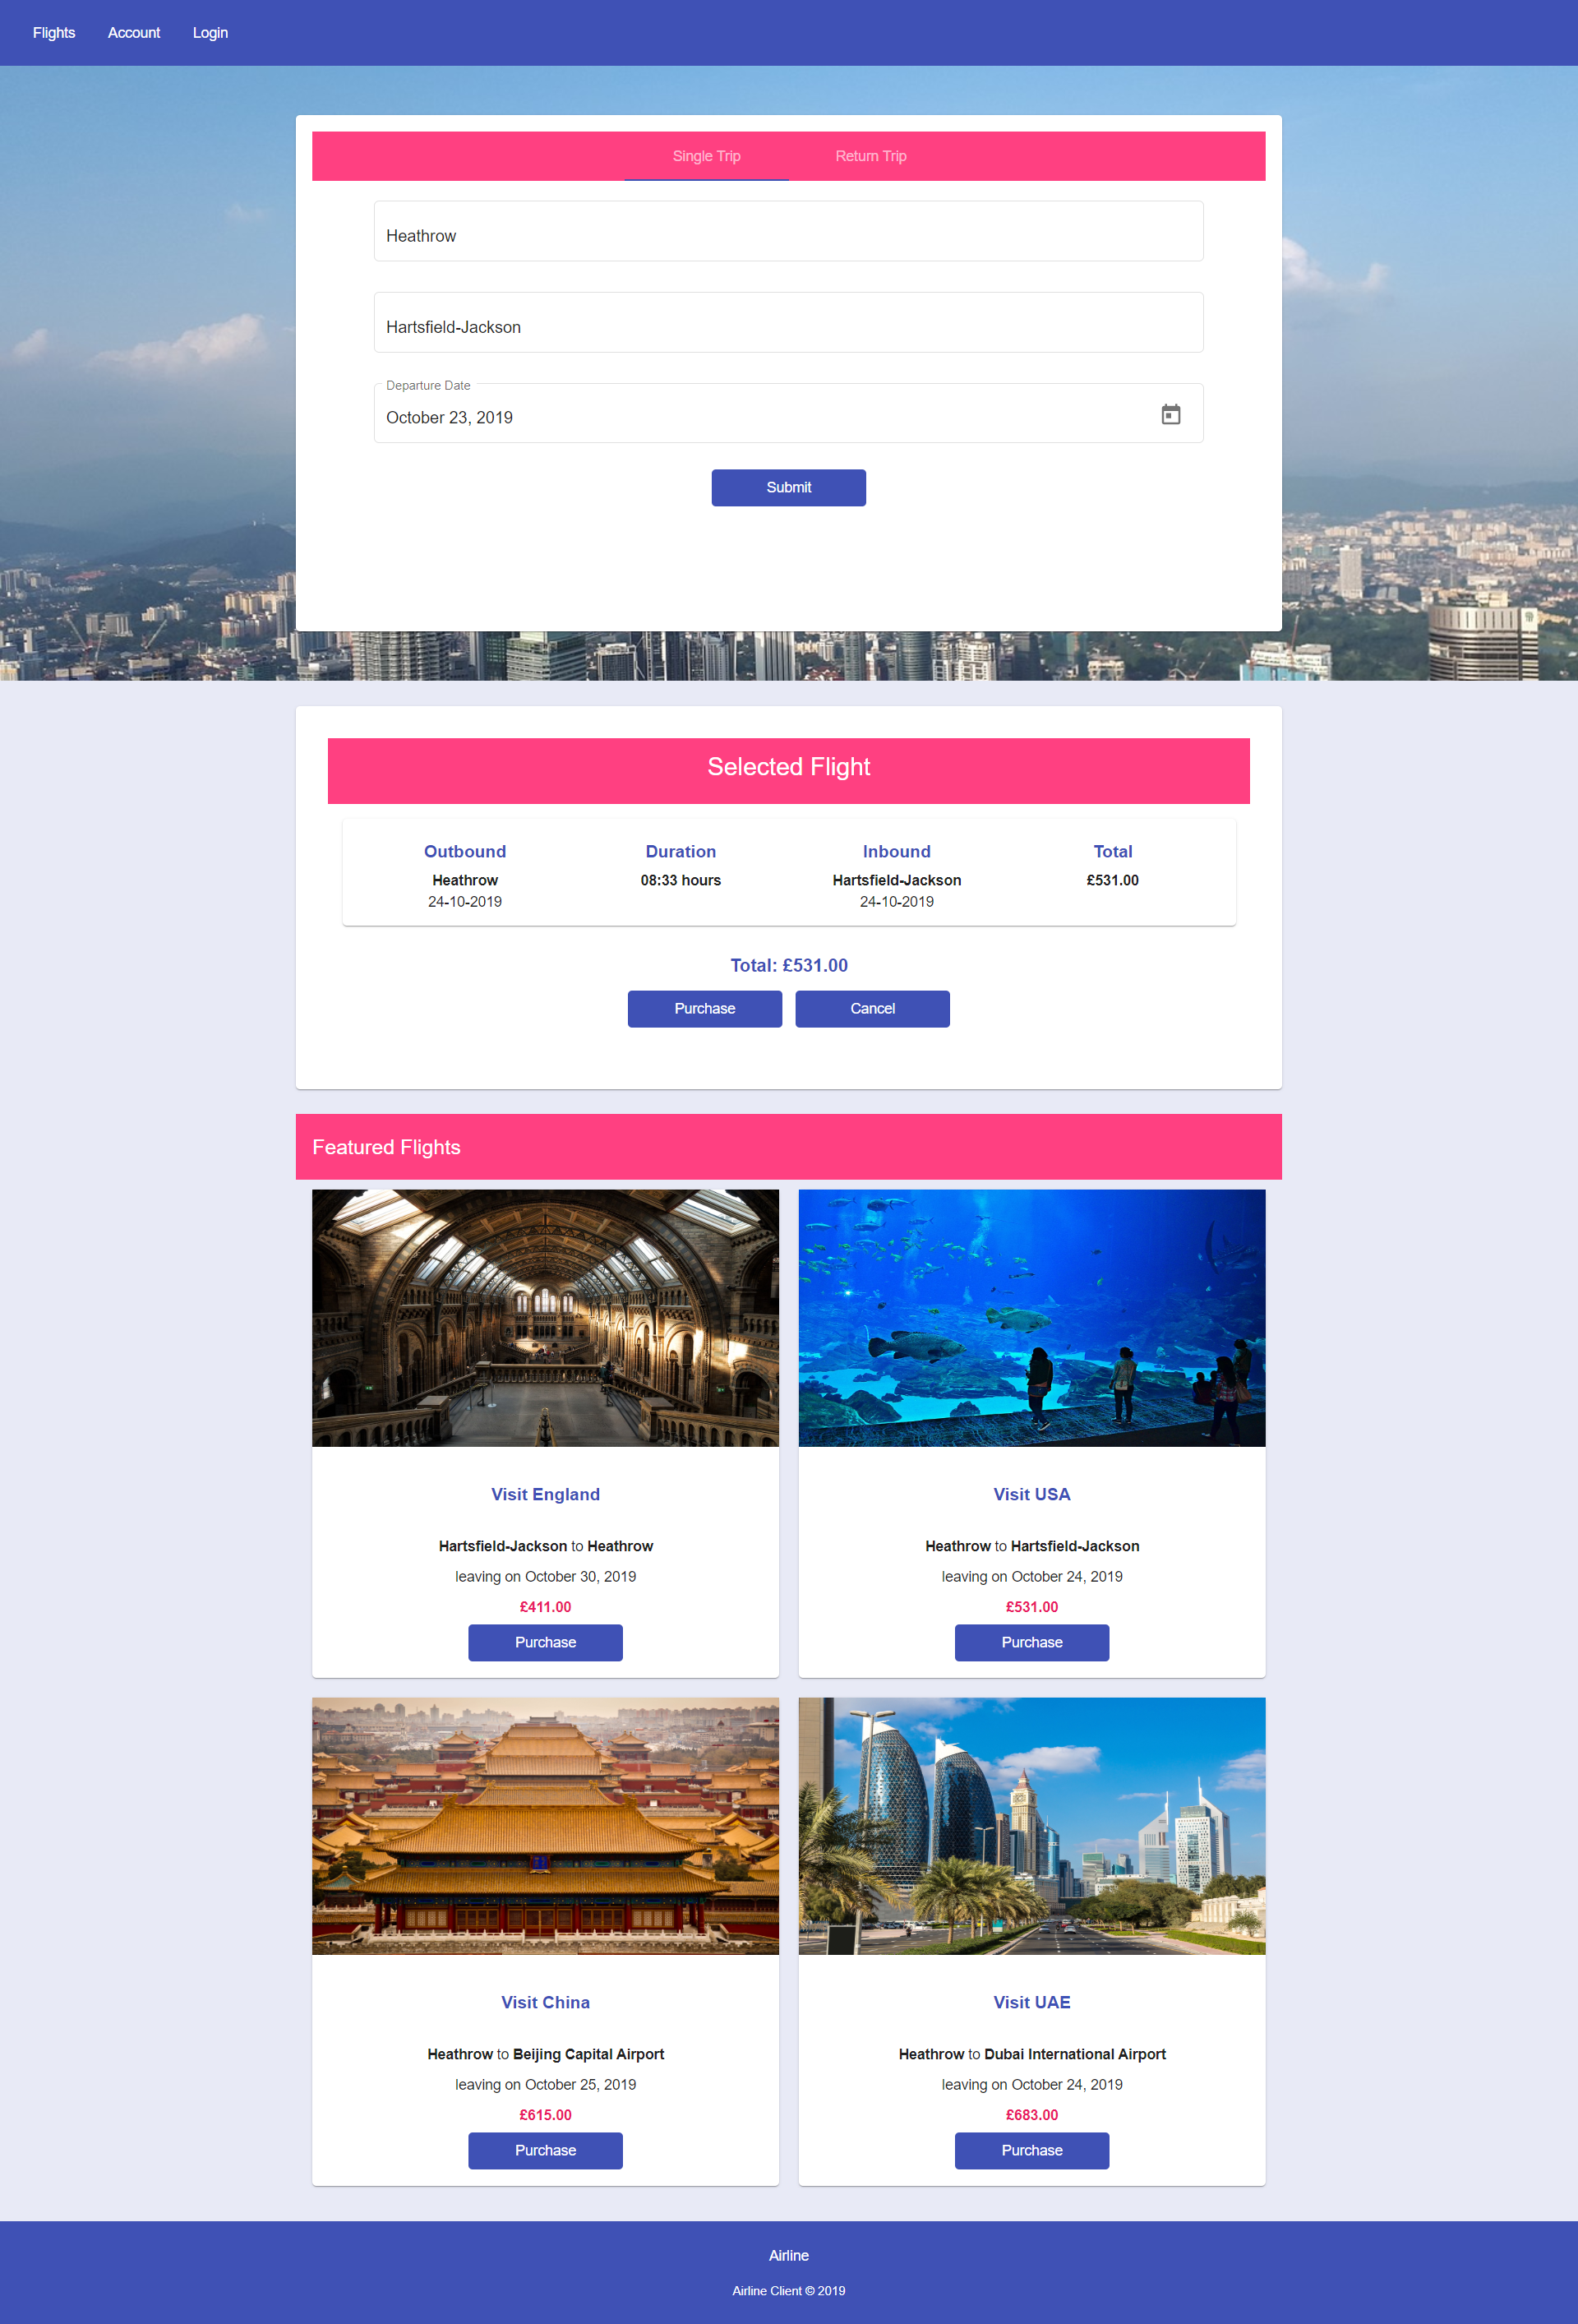 Flights Account Login
Single Trip Return Trip
Heathrow
Hartsfield-Jackson
Departure Date
October 23, 2019
Submit
Selected Flight
Outbound Duration Inbound Total
Heathrow 08:33 hours Hartsfield-Jackson £531.00
24-10-2019 24-10-2019
Total: £531.00
Purchase Cancel
Featured Flights
Visit England
Hartsfield-Jackson to Heathrow
leaving on October 30, 2019
£411.00
Purchase
Visit USA
Heathrow to Hartsfield-Jackson
leaving on October 24, 2019
£531.00
Purchase
Visit China
Heathrow to Beijing Capital Airport
leaving on October 25, 2019
£615.00
Purchase
Visit UAE
Heathrow to Dubai International Airport
leaving on October 24, 2019
£683.00
Purchase
Airline
Airline Client © 2019